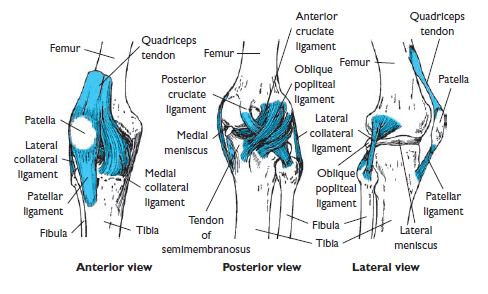 Femur
Quadriceps
tendon
Patella
Lateral
collateral
ligament
Patellar
ligament
Fibula
Medial
collateral
ligament
Tibia
Anterior view
Femur
Posterior
cruciate
ligament
Medial
meniscus
Tendon
of
semimembranosus
Anterior
cruciate
ligament
Oblique
popliteal
ligament
Lateral
collateral
ligament
Oblique
popliteal
ligament
Fibula
Tibia
Posterior view
Femur
Quadriceps
tendon
Patella
Patellar
ligament
Lateral
meniscus
Lateral view